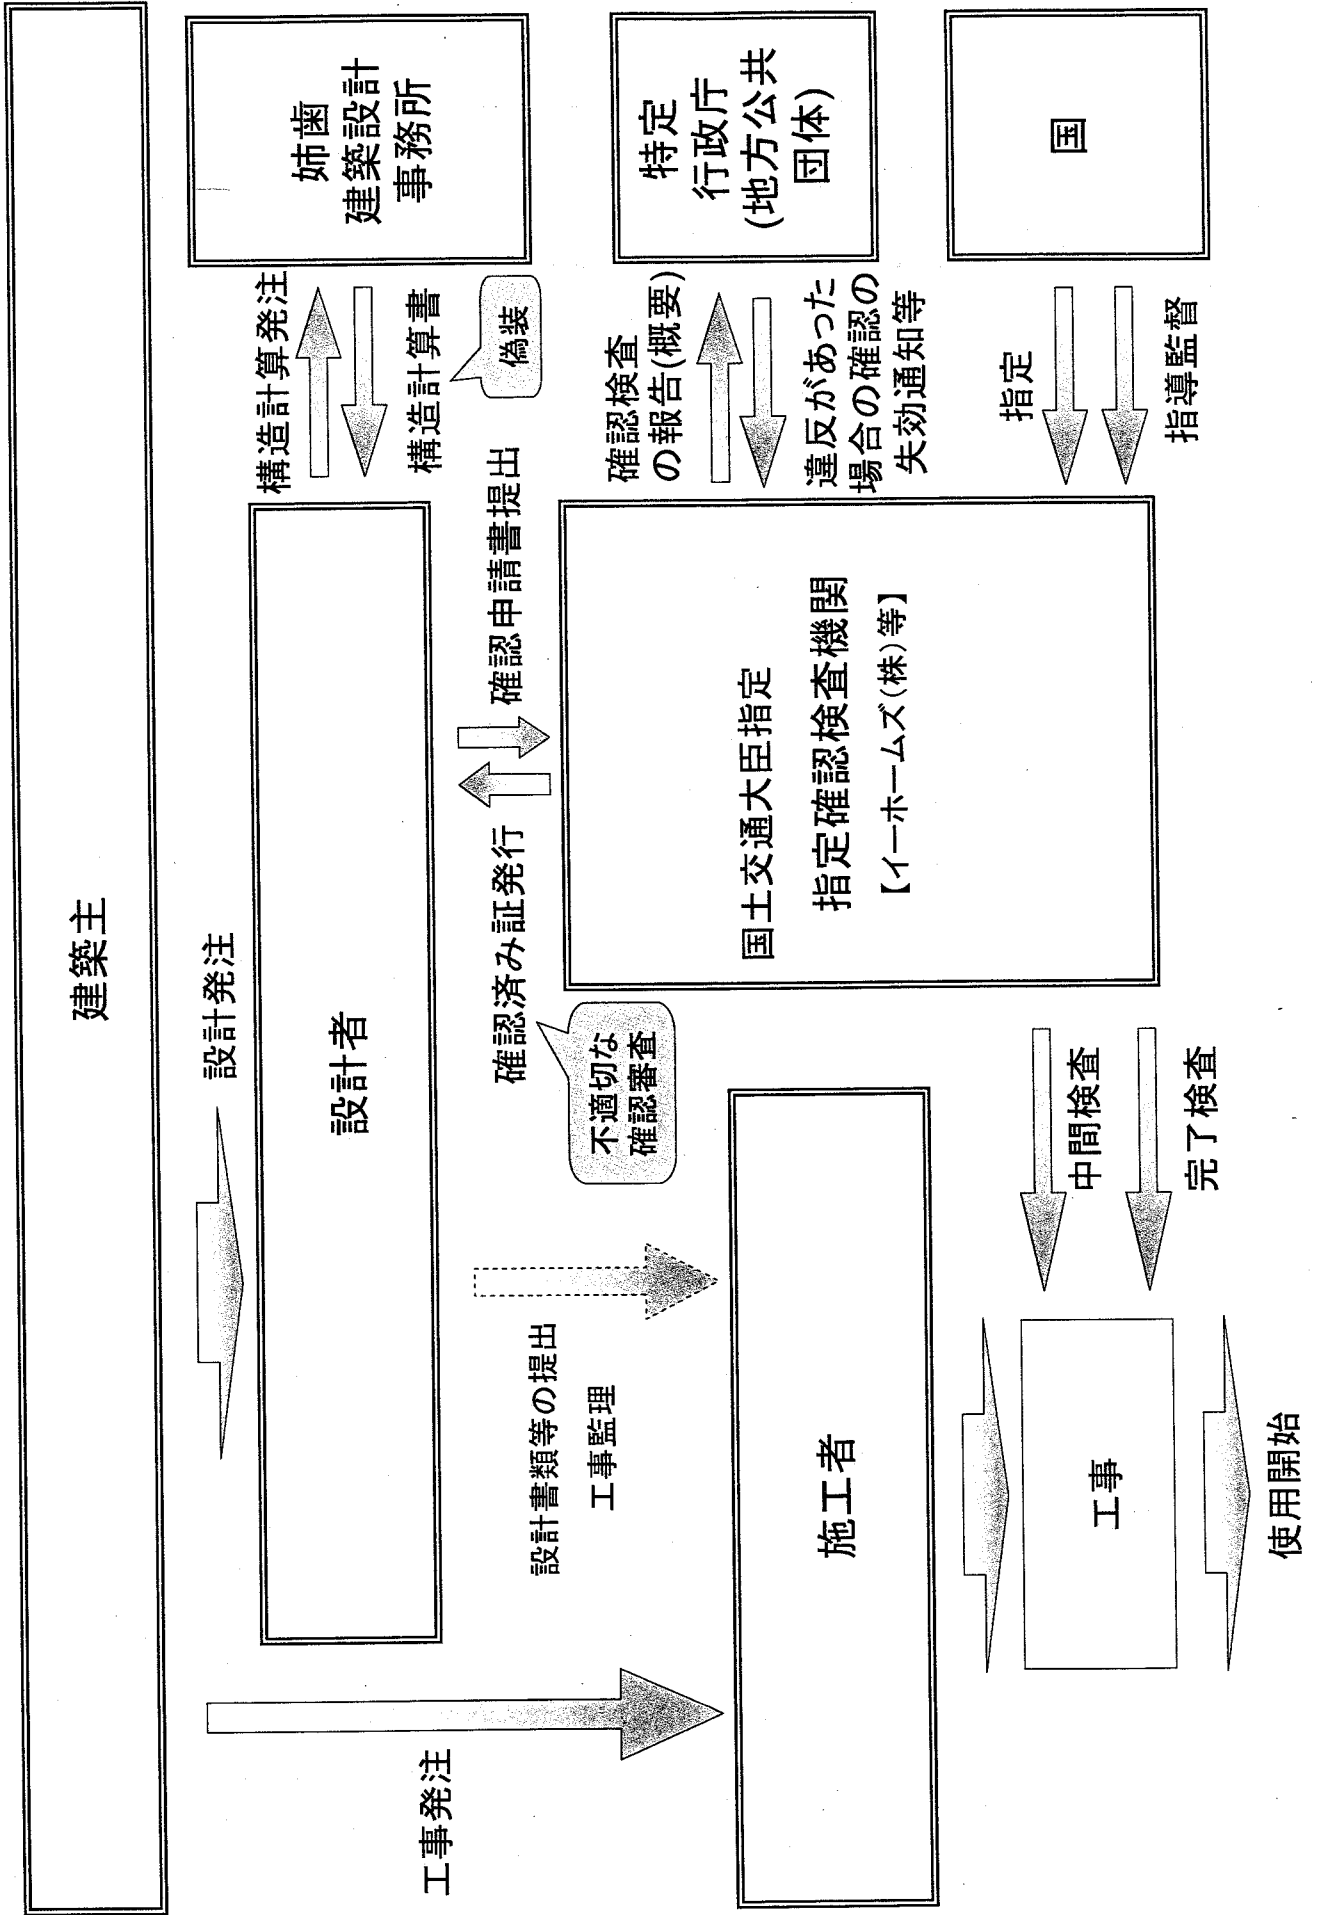 建築主
設計発注
工事発注
設計者
構造計算発注
構造計算書
偽装
姉歯
建築設計
事務所
確認済み証発行
確認申請書提出
不適切な
確認審査
設計書類等の提出
工事監理
国土交通大臣指定
指定確認検査機関
【イーホームズ(株)等】
確認検査
の報告(概要)
違反があった
場合の確認の
失効通知等
特定
行政庁
(地方公共
団体)
指定
指導監督
国
施工者
中間検査
完了検査
工事
使用開始